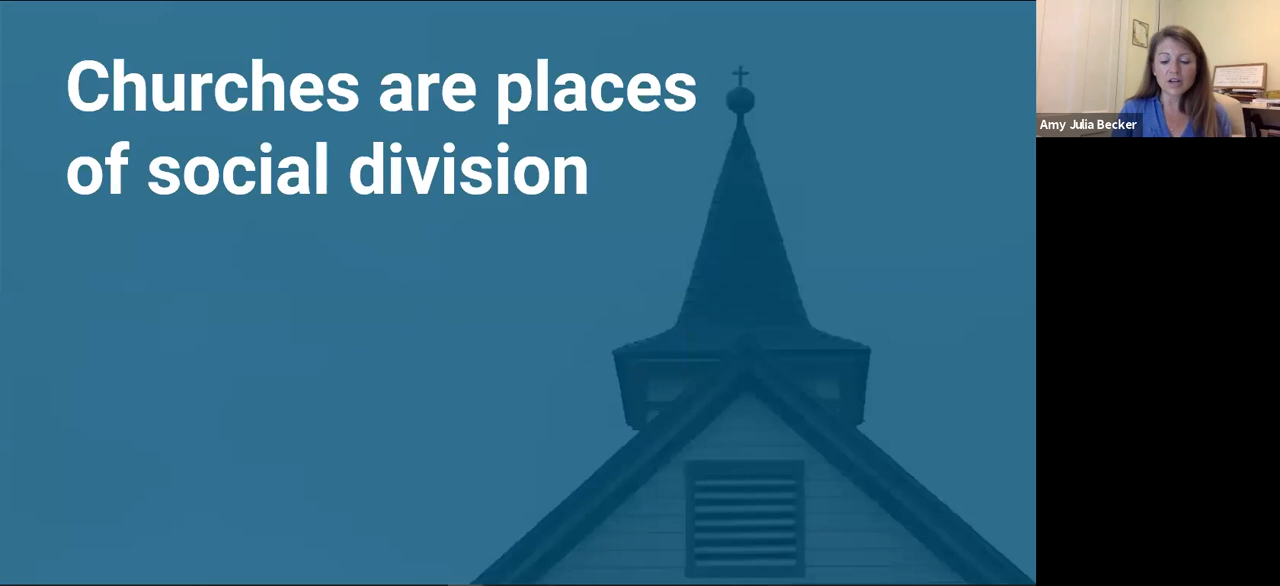 Churches are places
of social division
Amy Julia Becker